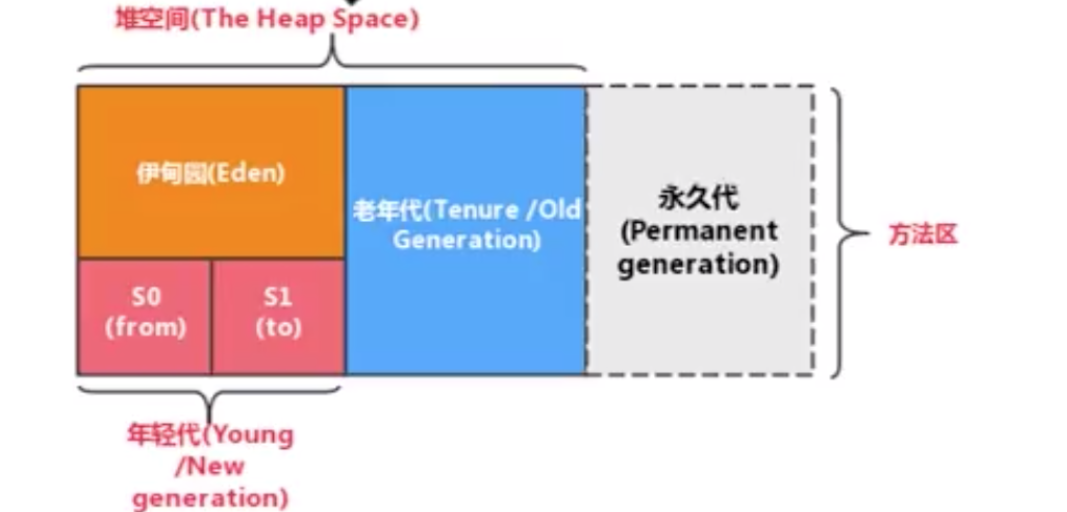 堆空间(The Heap Space)
伊甸园(Eden)
老年代(Tenure /Old
Generation)
永久代
(Permanent
generation)
方法区
S0
(from)
S1
(to)
年轻代(Young
/New
generation)